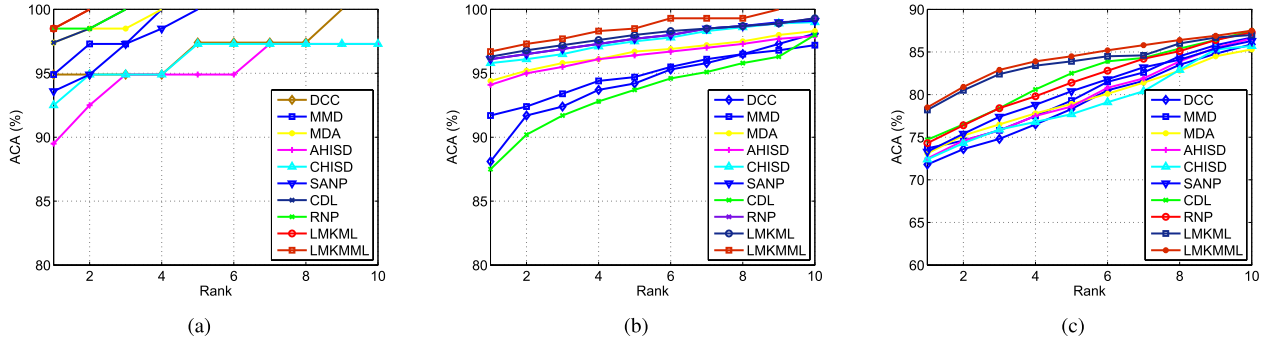 100
95
90
85
80
ACA (%)
2
4
6
8
10
Rank
DCC
MMD
MDA
AHISD
CHISD
SANP
CDL
RNP
LMKML
LMKMML
(a)
100
95
90
85
80
ACA (%)
2
4
6
8
10
Rank
DCC
MMD
MDA
AHISD
CHISD
SANP
CDL
RNP
LMKML
LMKMML
(b)
90
85
80
75
70
65
60
ACA (%)
2
4
6
8
10
Rank
DCC
MMD
MDA
AHISD
CHISD
SANP
CDL
RNP
LMKML
LMKMML
(c)